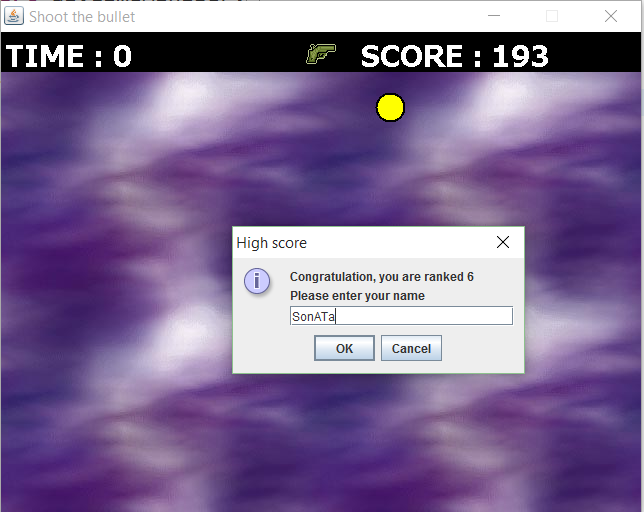 Shoot the bullet
TIME : 0 SCORE : 193
High score
Congratulation, you are ranked 6
Please enter your name
SonATa
OK Cancel